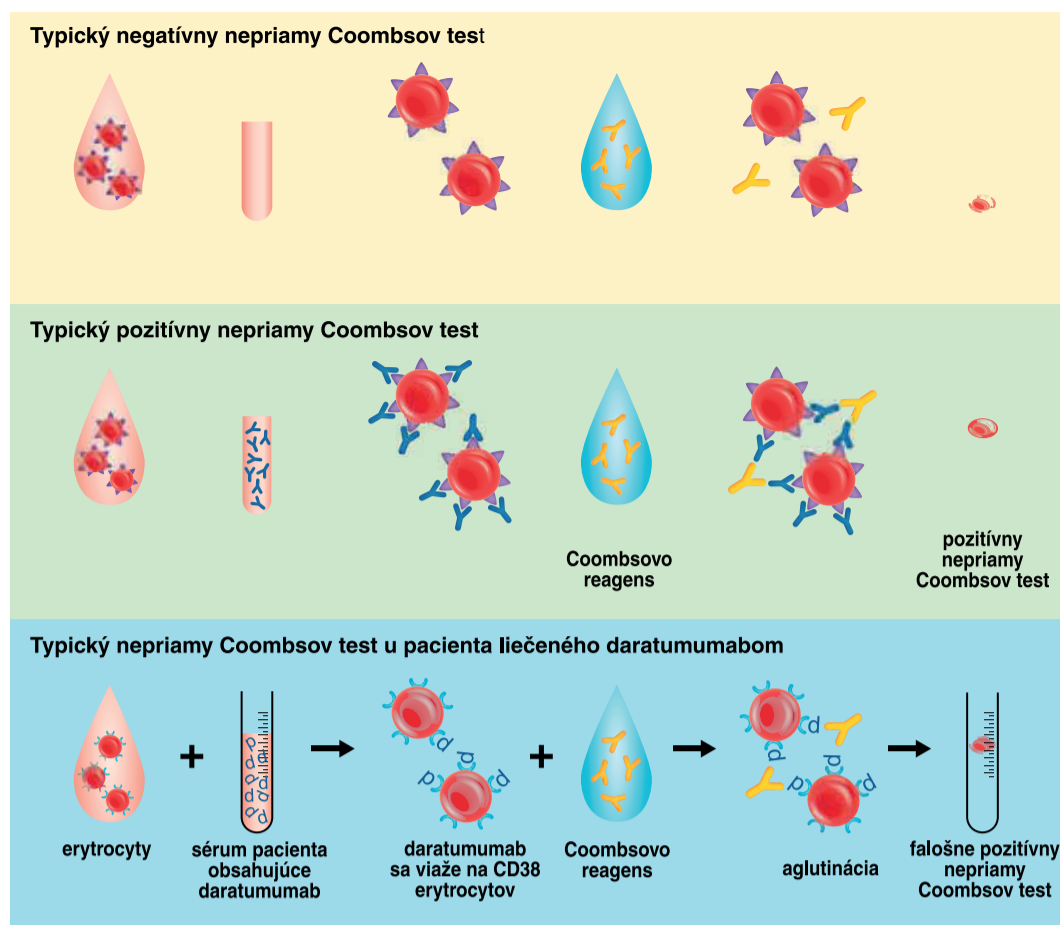 Typický negatívny nepriamy Coombsov test
Typický pozitívny nepriamy Coombsov test
Coombsovo
reagens
pozitívny
nepriamy
Coombsov test
Typický nepriamy Coombsov test u pacienta liečeného daratumumabom
+
+
erytrocyty
sérum pacienta
obsahujúce
daratumumab
daratumumab
sa viaže na CD38
erytrocytov
Coombsovo
reagens
aglutinácia
falošne pozitívny
nepriamy
Coombsov test